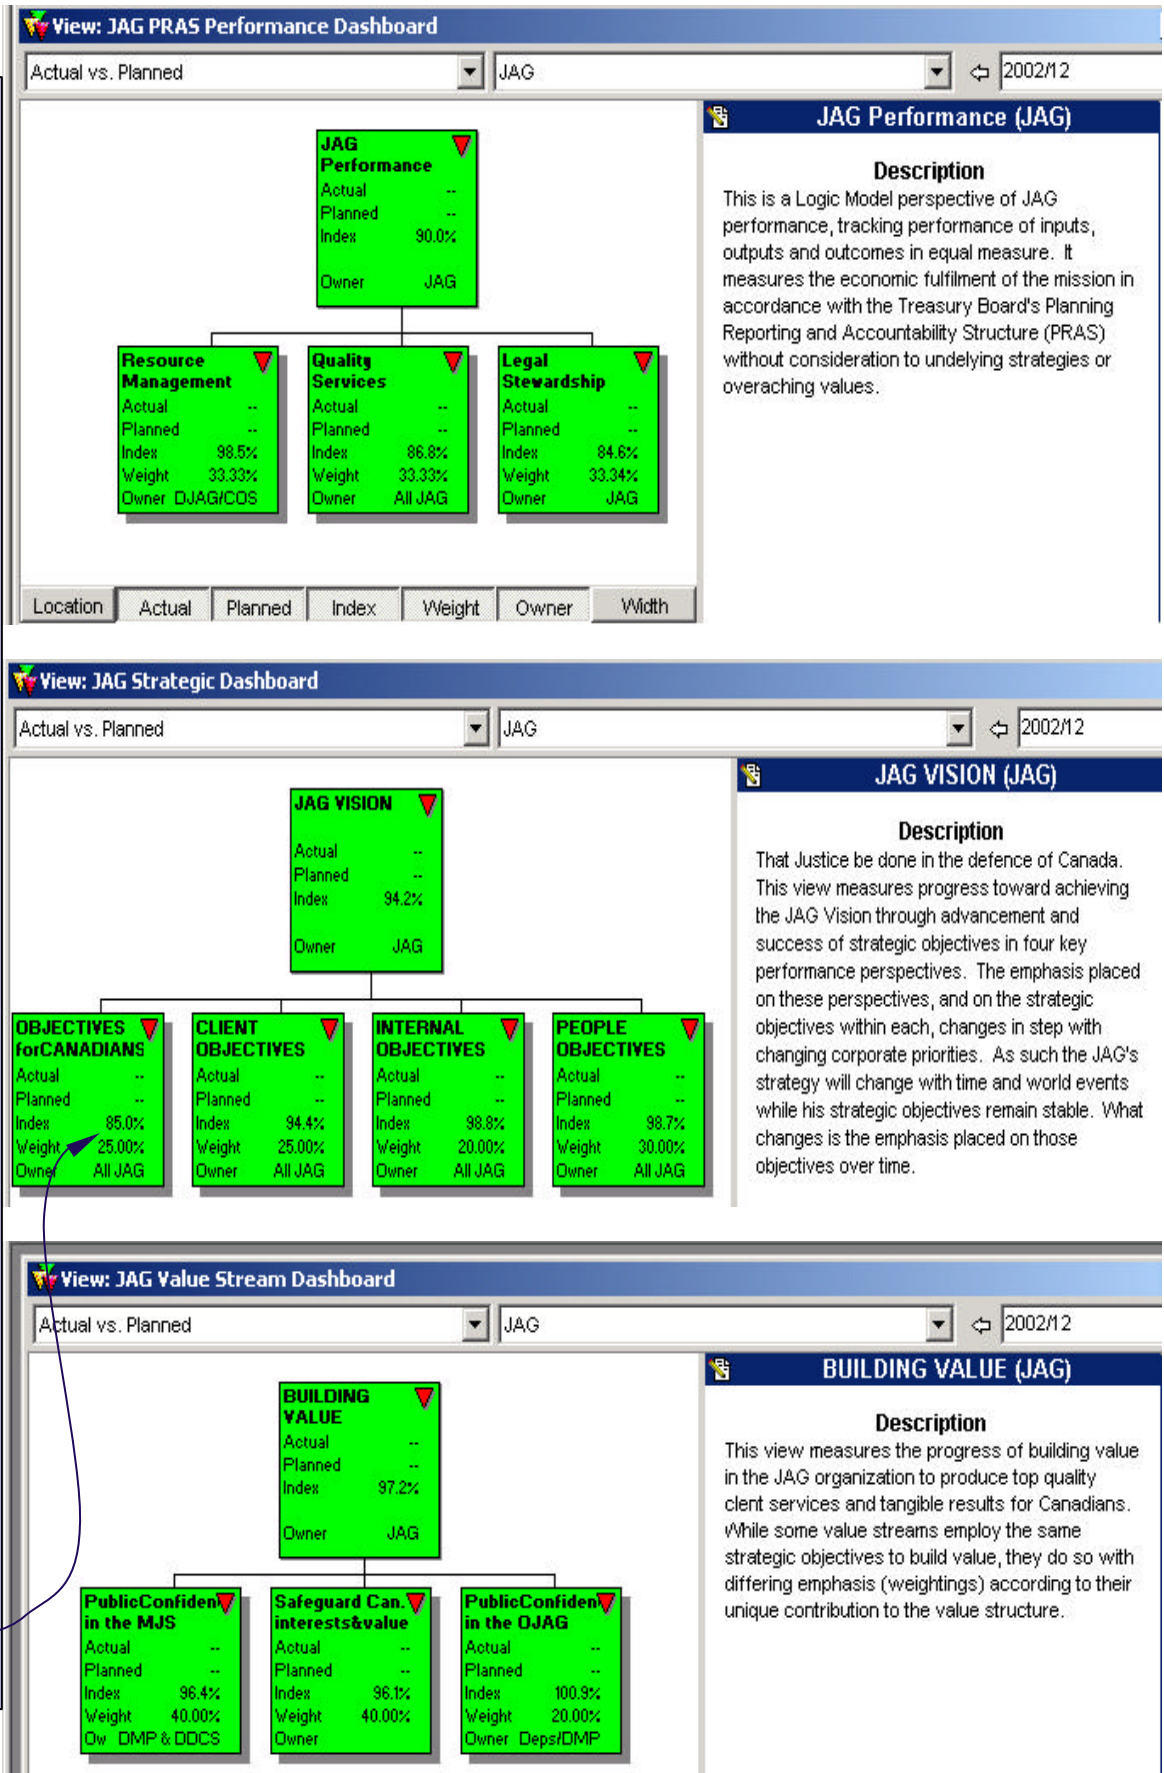 View: JAG PRAS Performance Dashboard
Actual vs. Planned
JAG
2002/12
JAG
Performance
Actual --
Planned --
Index 90.0%
Owner JAG
Resource
Management
Actual --
Planned --
Index 98.5%
Weight 33.33%
Owner DJAG/COS
Quality
Services
Actual --
Planned --
Index 86.8%
Weight 33.33%
Owner All JAG
Legal
Stewardship
Actual --
Planned --
Index 84.6%
Weight 33.34%
Owner JAG
Location Actual Planned Index Weight Owner Width
JAG Performance (JAG)
Description
This is a Logic Model perspective of JAG
performance, tracking performance of inputs,
outputs and outcomes in equal measure. It
measures the economic fulfilment of the mission in
accordance with the Treasury Board's Planning
Reporting and Accountability Structure (PRAS)
without consideration to undelying strategies or
overaching values.
View: JAG Strategic Dashboard
Actual vs. Planned
JAG
2002/12
JAG VISION
Actual --
Planned --
Index 94.2%
Owner JAG
OBJECTIVES
forCANADIANS
Actual --
Planned --
Index 85.0%
Weight 25.00%
Owner All JAG
CLIENT
OBJECTIVES
Actual --
Planned --
Index 94.4%
Weight 25.00%
Owner All JAG
INTERNAL
OBJECTIVES
Actual --
Planned --
Index 98.8%
Weight 20.00%
Owner All JAG
PEOPLE
OBJECTIVES
Actual --
Planned --
Index 98.7%
Weight 30.00%
Owner All JAG
JAG VISION (JAG)
Description
That Justice be done in the defence of Canada.
This view measures progress toward achieving
the JAG Vision through advancement and
success of strategic objectives in four key
performance perspectives. The emphasis placed
on these perspectives, and on the strategic
objectives within each, changes in step with
changing corporate priorities. As such the JAG's
strategy will change with time and world events
while his strategic objectives remain stable. What
changes is the emphasis placed on those
objectives over time.
View: JAG Value Stream Dashboard
Actual vs. Planned
JAG
2002/12
BUILDING
VALUE
Actual --
Planned --
Index 97.2%
Owner JAG
PublicConfiden
in the MJS
Actual --
Planned --
Index 96.4%
Weight 40.00%
Ow DMP & DDCS
Safeguard Can.
interests&value
Actual --
Planned --
Index 96.1%
Weight 40.00%
Owner
PublicConfiden
in the OJAG
Actual --
Planned --
Index 100.9%
Weight 20.00%
Owner Deps/DMP
BUILDING VALUE (JAG)
Description
This view measures the progress of building value
in the JAG organization to produce top quality
clent services and tangible results for Canadians.
While some value streams employ the same
strategic objectives to build value, they do so with
differing emphasis (weightings) according to their
unique contribution to the value structure.